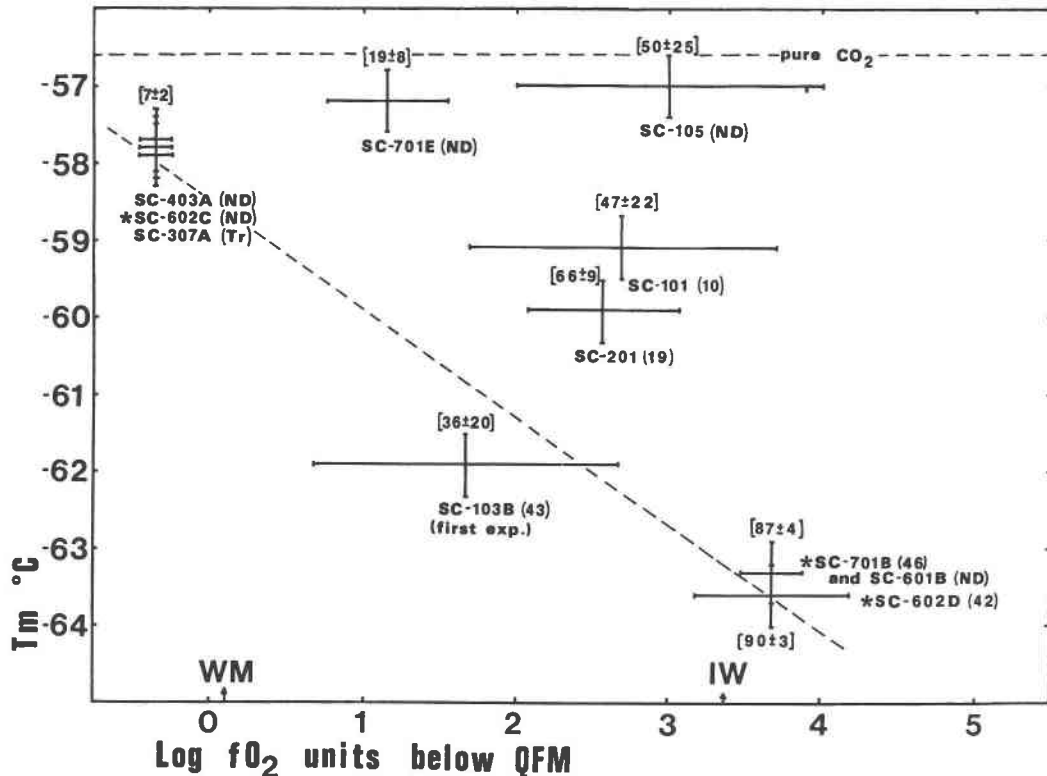 [50±25]
[19±8]
pure CO₂
-57
[7±2]
SC-105 (ND)
SC-701E (ND)
-58
SC-403A (ND)
*SC-602C (ND)
SC-307A (Tr)
[47±22]
-59
[66±9]
SC-101 (10)
-60
SC-201 (19)
-61
[36±20]
-62
SC-103B (43)
(first exp.)
[87±4]
-63
*SC-701B (46)
and SC-601B (ND)
*SC-602D (42)
-64
[90±3]
Tm °C
WM
IW
0 1 2 3 4 5
Log fO₂ units below QFM